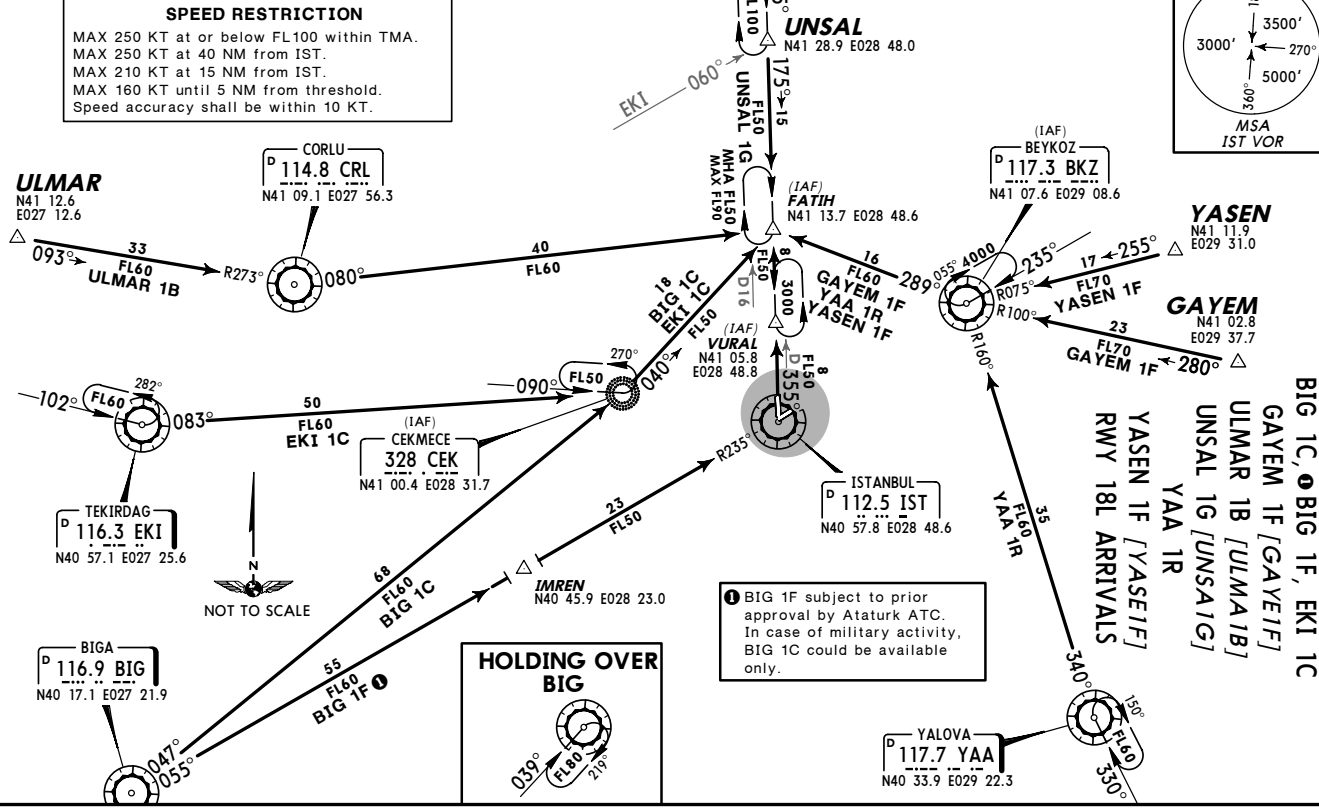 SPEED RESTRICTION
MAX 250 KT at or below FL100 within TMA.
MAX 250 KT at 40 NM from IST.
MAX 210 KT at 15 NM from IST.
MAX 160 KT until 5 NM from threshold.
Speed accuracy shall be within 10 KT.
FL100
UNSAL
N41 28.9 E028 48.0
EKI
060°
175°
15
FL50
UNSAL 1G
MHA FL50
MAX FL90
3500'
3000'
270°
5000'
360°
MSA
IST VOR
CORLU
D 114.8 CRL
N41 09.1 E027 56.3
ULMAR
N41 12.6
E027 12.6
093°
33
FL60
ULMAR 1B
R273°
080°
40
FL60
(IAF)
FATIH
N41 13.7 E028 48.6
(IAF)
BEYKOZ
D 117.3 BKZ
N41 07.6 E029 08.6
YASEN
N41 11.9
E029 31.0
235°
255°
17
FL70
YASEN 1F
R075°
055° 4000
289°
16
FL60
GAYEM 1F
YAA 1R
YASEN 1F
GAYEM
N41 02.8
E029 37.7
R100°
23
FL70
GAYEM 1F
280°
R160°
18
BIG 1C
EKI 1C
FL50
040°
8
FL50
D16
3000
(IAF)
VURAL
N41 05.8
E028 48.8
8
FL50
D
355°
270°
FL50
090°
102°
FL60
282°
083°
50
FL60
EKI 1C
(IAF)
CEKMECE
328 CEK
N41 00.4 E028 31.7
R235°
TEKIRDAG
D 116.3 EKI
N40 57.1 E027 25.6
ISTANBUL
D 112.5 IST
N40 57.8 E028 48.6
N
NOT TO SCALE
23
FL50
IMREN
N40 45.9 E028 23.0
68
FL60
BIG 1C
55
FL60
BIG 1F ❶
35
FL60
YAA 1R
❶ BIG 1F subject to prior
approval by Ataturk ATC.
In case of military activity,
BIG 1C could be available
only.
BIGA
D 116.9 BIG
N40 17.1 E027 21.9
047°
055°
HOLDING OVER
BIG
039°
FL80
219°
340°
150°
FL60
330°
YALOVA
D 117.7 YAA
N40 33.9 E029 22.3
BIG 1C, ❶ BIG 1F, EKI 1C
GAYEM 1F [GAYE1F]
ULMAR 1B [ULMA1B]
UNSAL 1G [UNSA1G]
YAA 1R
YASEN 1F [YASE1F]
RWY 18L ARRIVALS